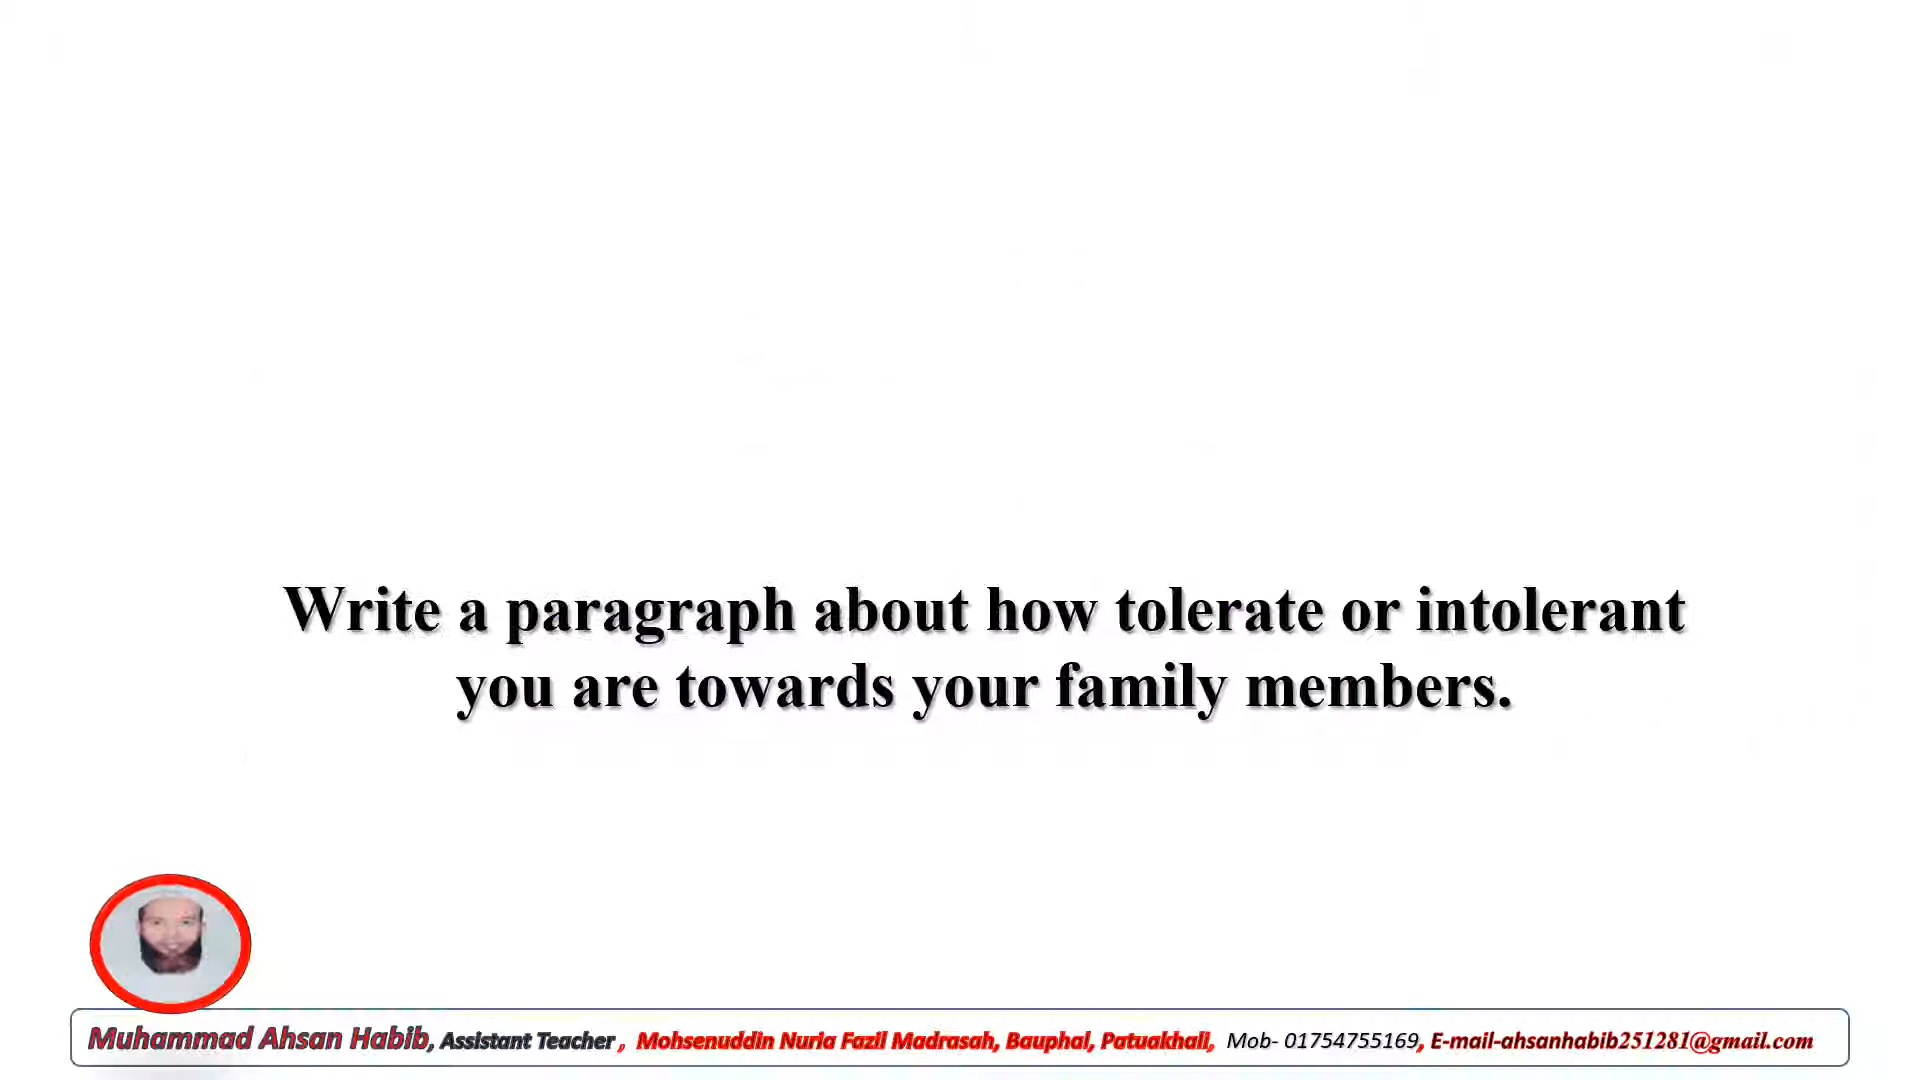 Write a paragraph about how tolerate or intolerant
you are towards your family members.
Muhammad Ahsan Habib, Assistant Teacher , Mohsenuddin Nuria Fazil Madrasah, Bauphal, Patuakhali, Mob- 01754755169, E-mail-ahsanhabib251281@gmail.com